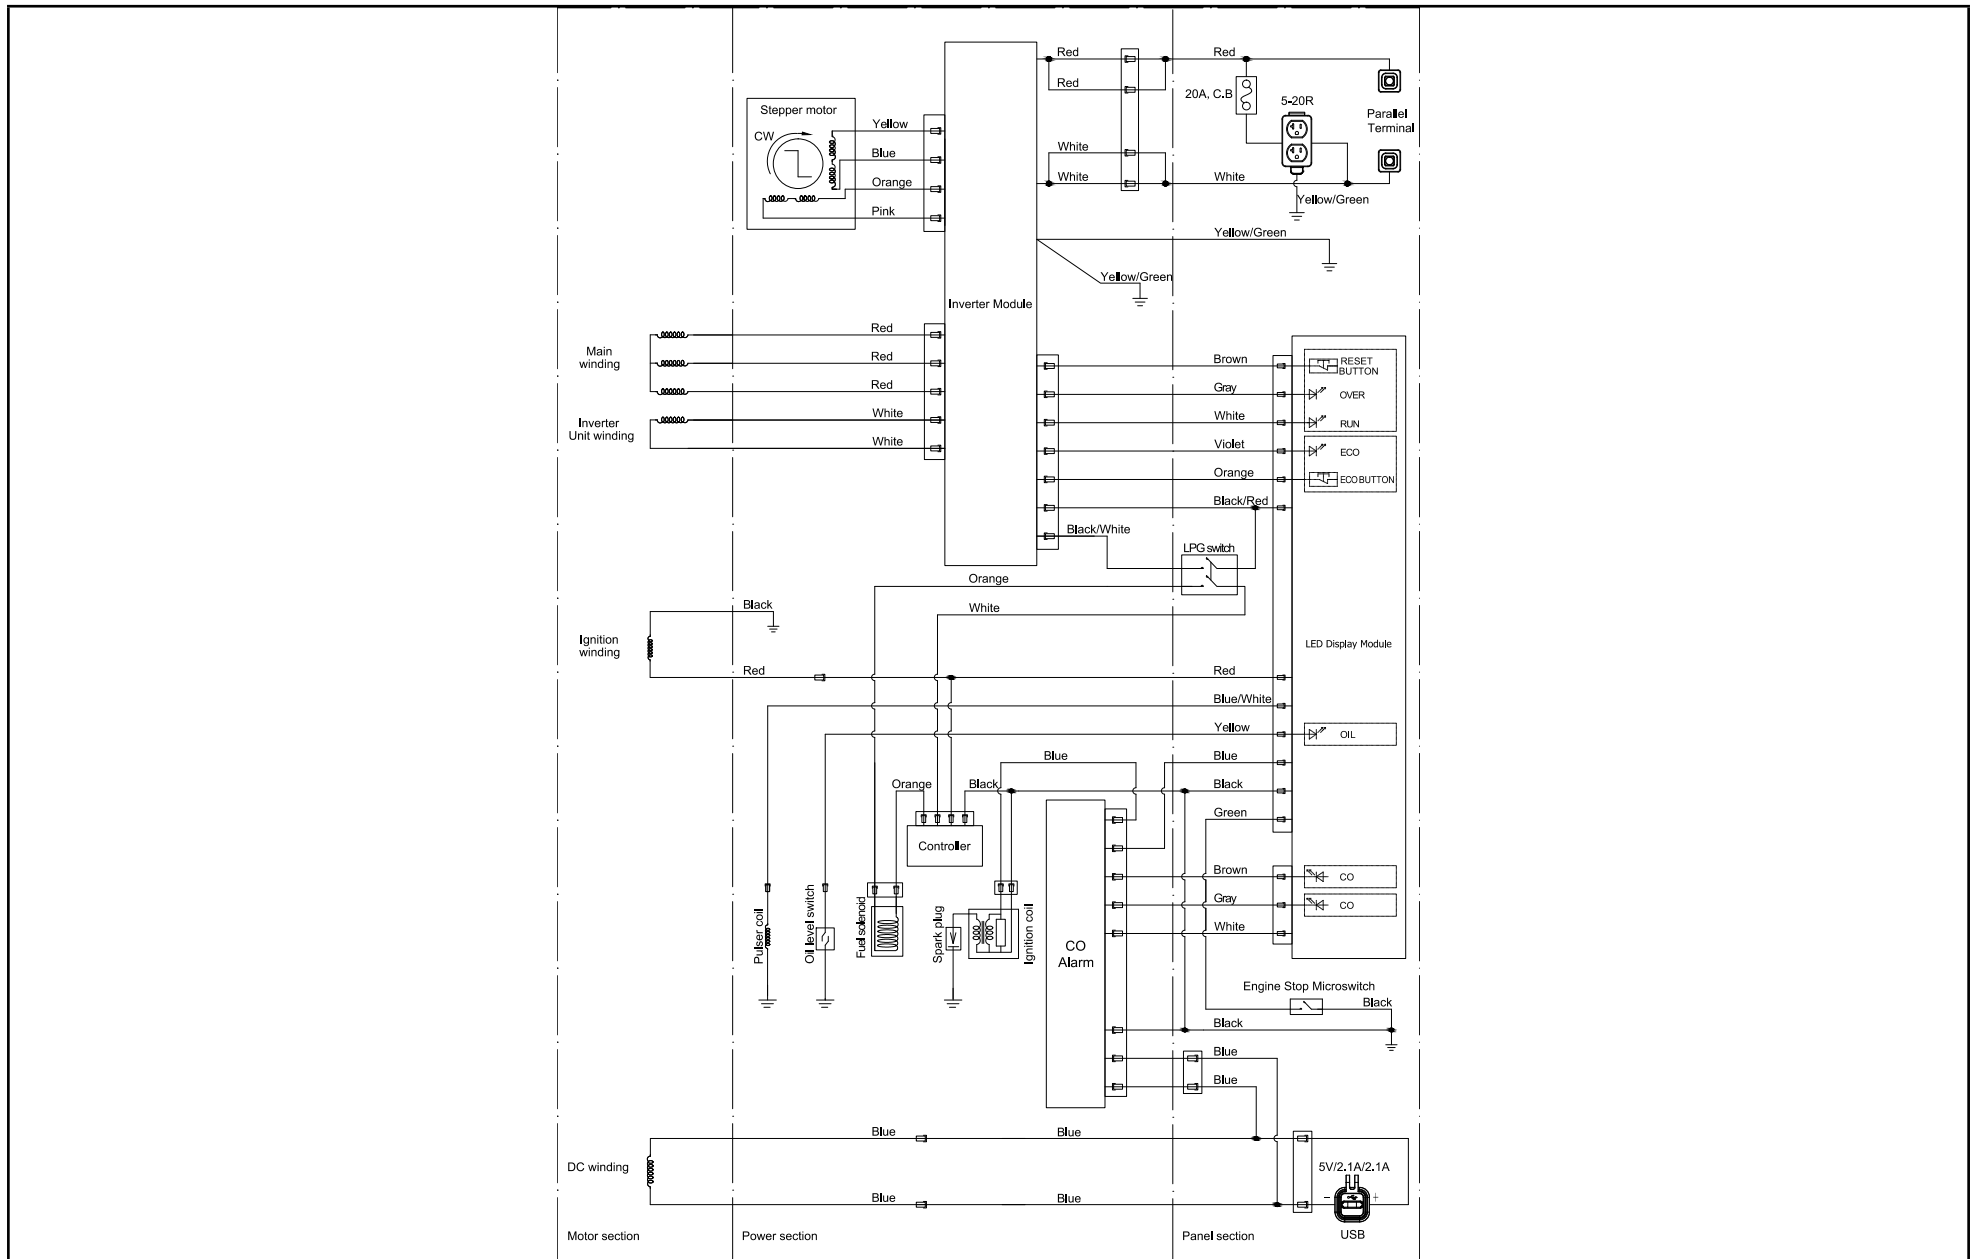 Red
Red
Red
20A, C.B
5-20R
Parallel
Terminal
White
White
White
Yellow/Green
Yellow/Green
Yellow/Green
Stepper motor
CW
Yellow
Blue
Orange
Pink
Inverter Module
Main
winding
Red
Red
Red
Inverter
Unit winding
White
White
Brown
RESET
BUTTON
Gray
OVER
White
RUN
Violet
ECO
Orange
ECO BUTTON
Black/Red
Black/White
LPG switch
Orange
White
Black
Ignition
winding
LED Display Module
Red
Red
Blue/White
Yellow
OIL
Blue
Blue
Orange
Black
Black
Green
Controller
Brown
CO
Gray
CO
White
Pulser coil
Oil level switch
Fuel solenoid
Spark plug
Ignition coil
CO
Alarm
Engine Stop Microswitch
Black
Black
Blue
Blue
Blue
Blue
DC winding
5V/2.1A/2.1A
Blue
Blue
- +
USB
Motor section
Power section
Panel section